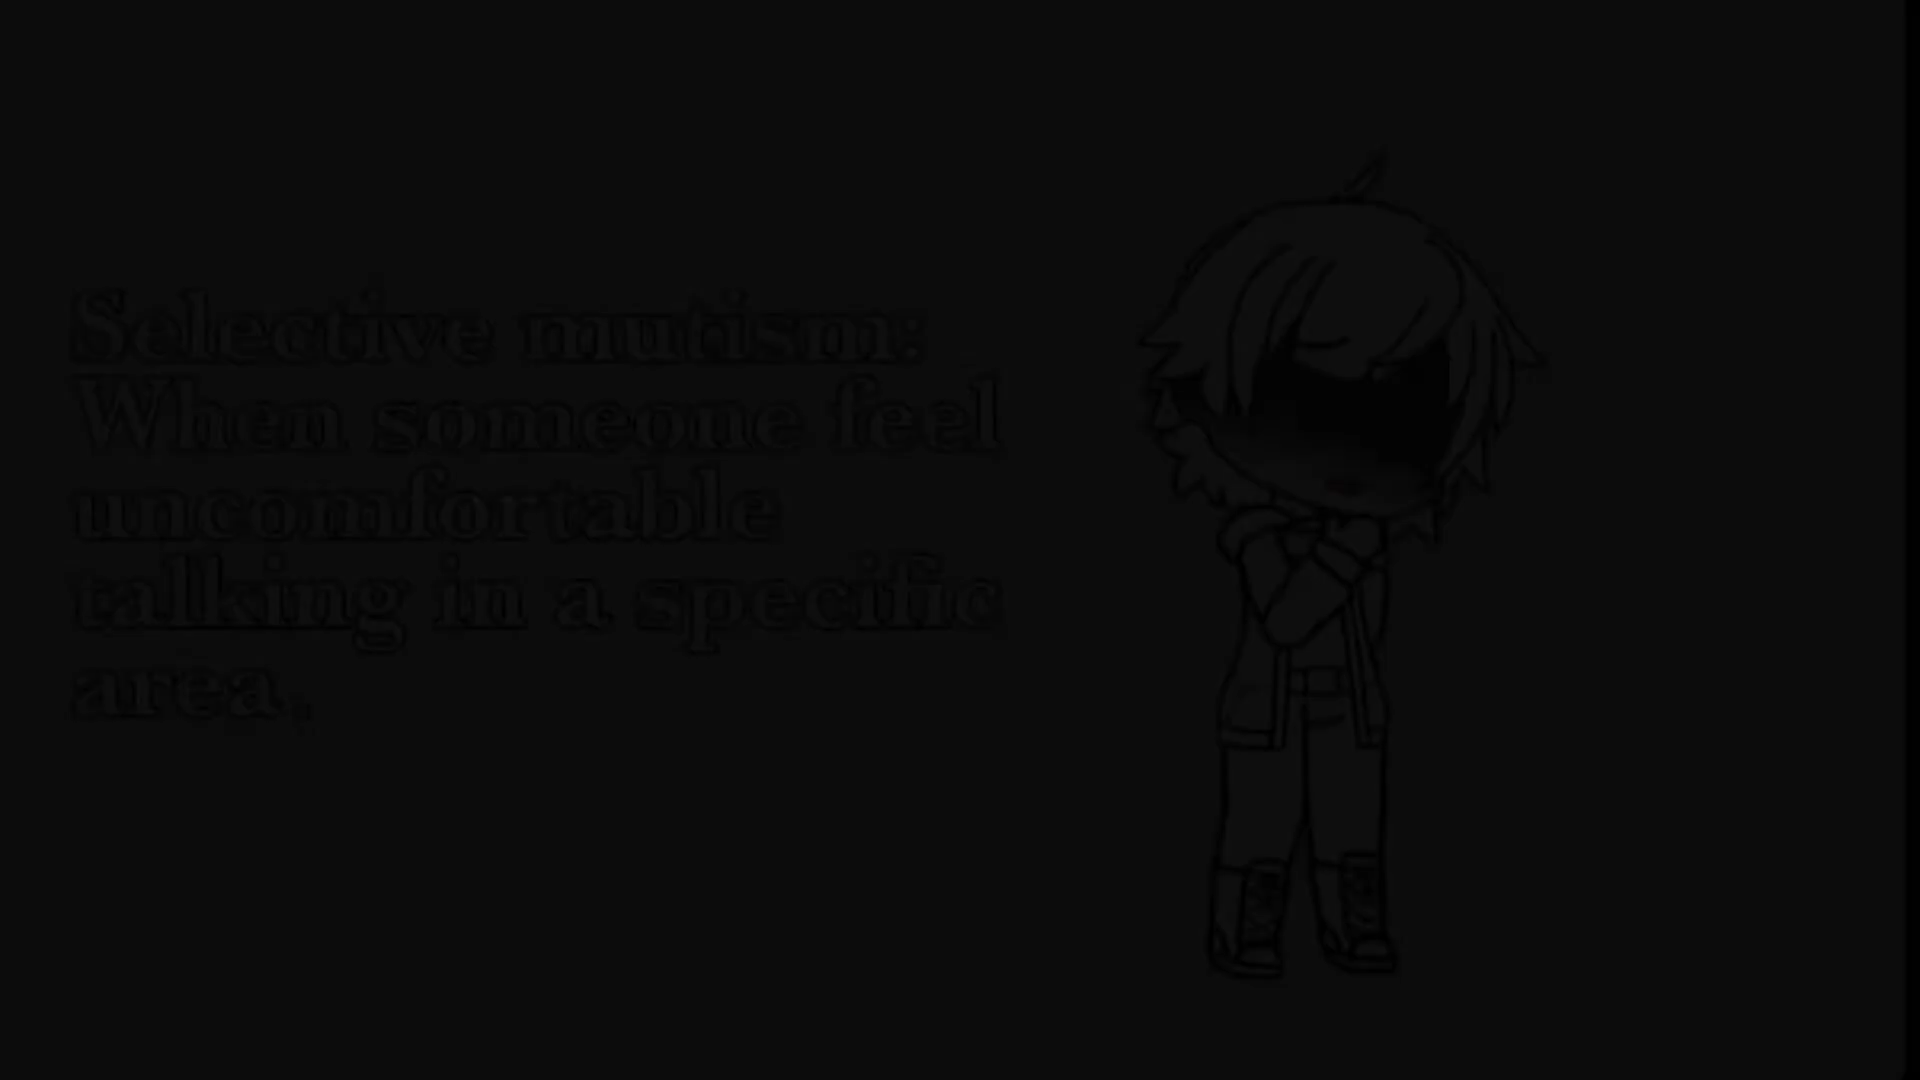 Selective mutism:
When someone feel
uncomfortable
talking in a specific
area.